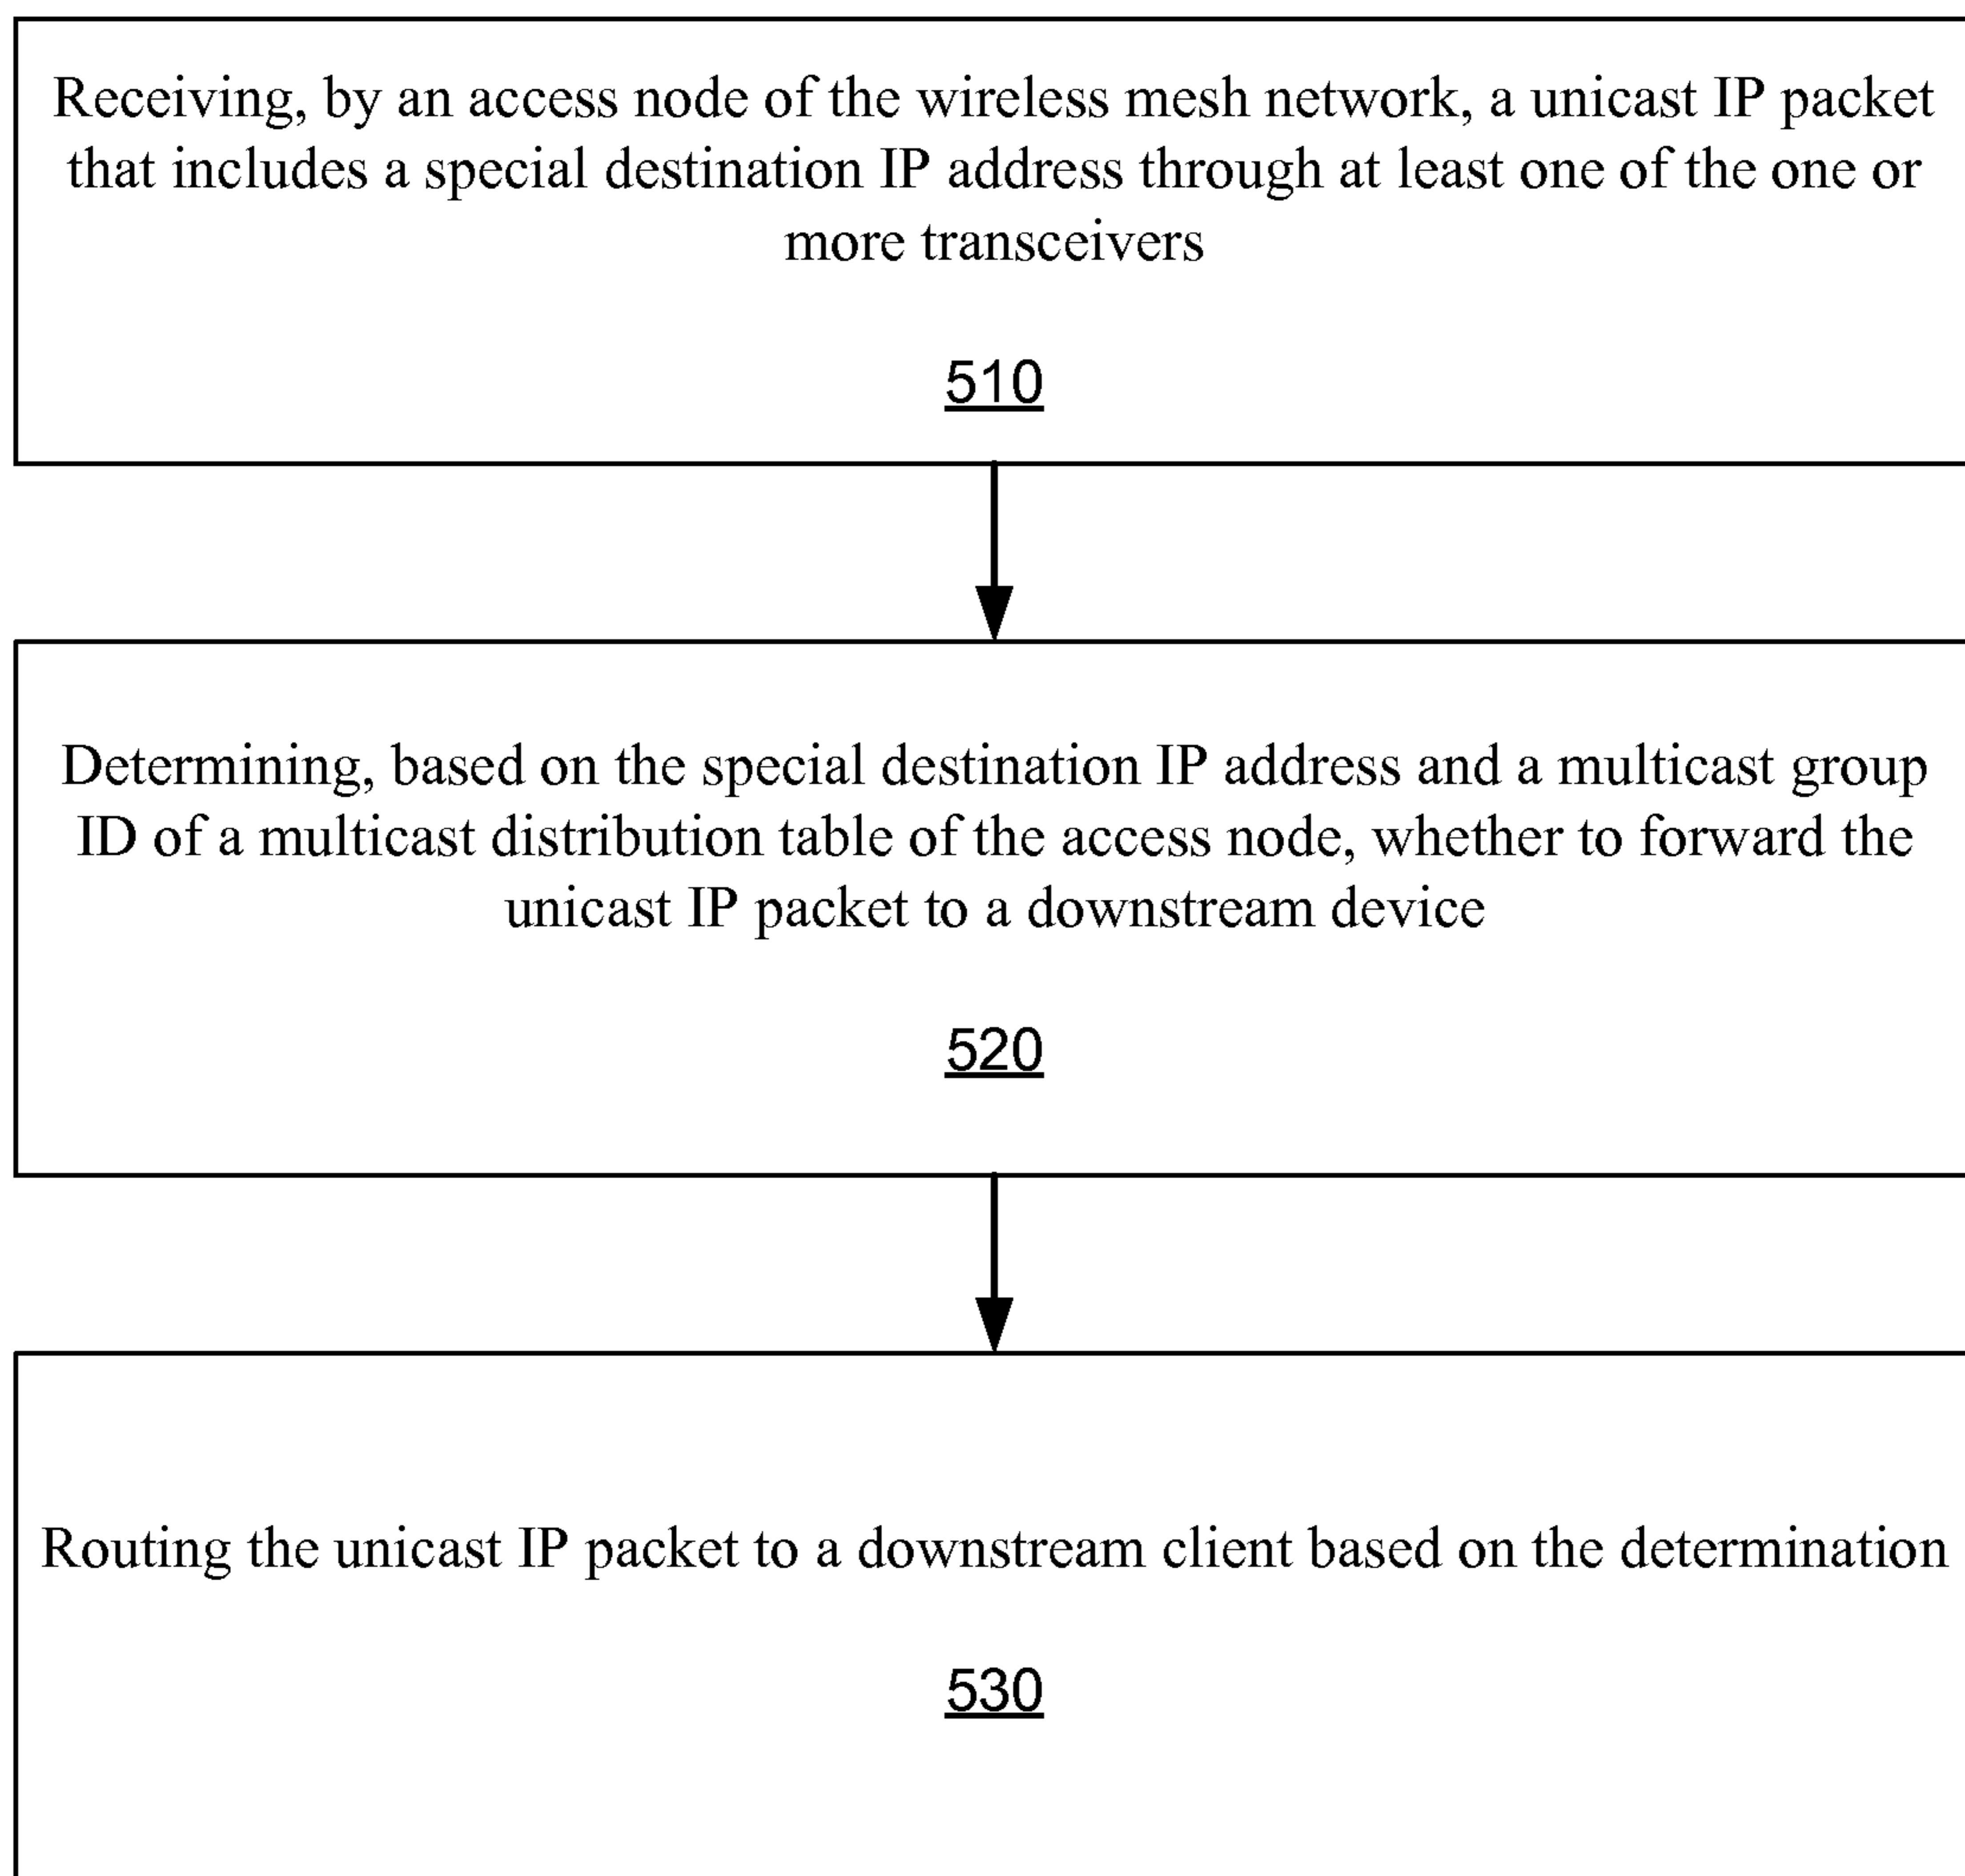 Receiving, by an access node of the wireless mesh network, a unicast IP packet
that includes a special destination IP address through at least one of the one or
more transceivers
510
Determining, based on the special destination IP address and a multicast group
ID of a multicast distribution table of the access node, whether to forward the
unicast IP packet to a downstream device
520
Routing the unicast IP packet to a downstream client based on the determination
530